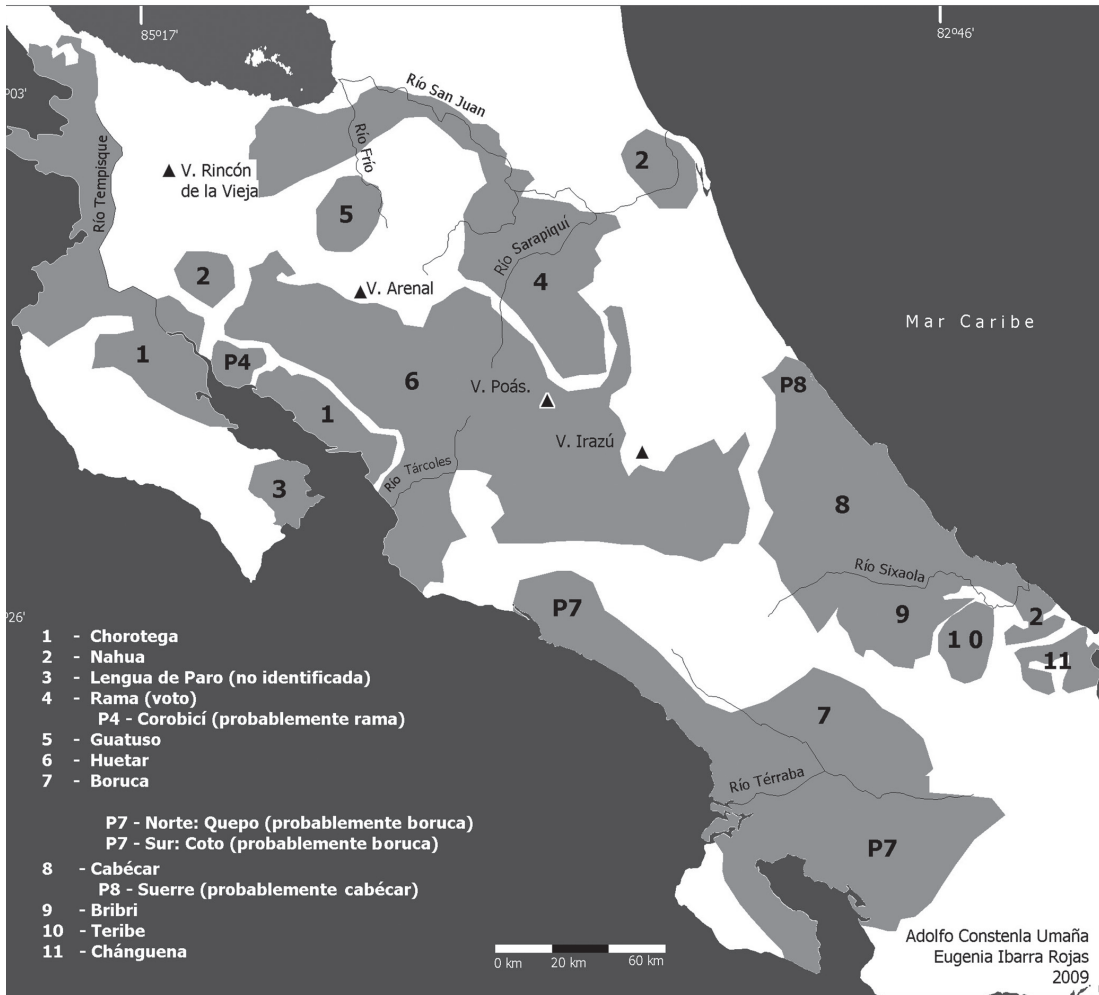 85º17'
82º46'
º03'
Río San Juan
Río Frío
V. Rincón
de la Vieja
Río Tempisque
2
5
Río Sarapiquí
2
4
V. Arenal
Mar Caribe
1
P4
6
P8
V. Poás.
1
V. Irazú
Río Tárcoles
3
8
Río Sixaola
P7
9
2
º26'
10
11
7
Río Térraba
P7
1 - Chorotega
2 - Nahua
3 - Lengua de Paro (no identificada)
4 - Rama (voto)
P4 - Corobicí (probablemente rama)
5 - Guatuso
6 - Huetar
7 - Boruca
P7 - Norte: Quepo (probablemente boruca)
P7 - Sur: Coto (probablemente boruca)
8 - Cabécar
P8 - Suerre (probablemente cabécar)
9 - Bribri
10 - Teribe
11 - Chánguena
0 km 20 km 60 km
Adolfo Constenla Umaña
Eugenia Ibarra Rojas
2009